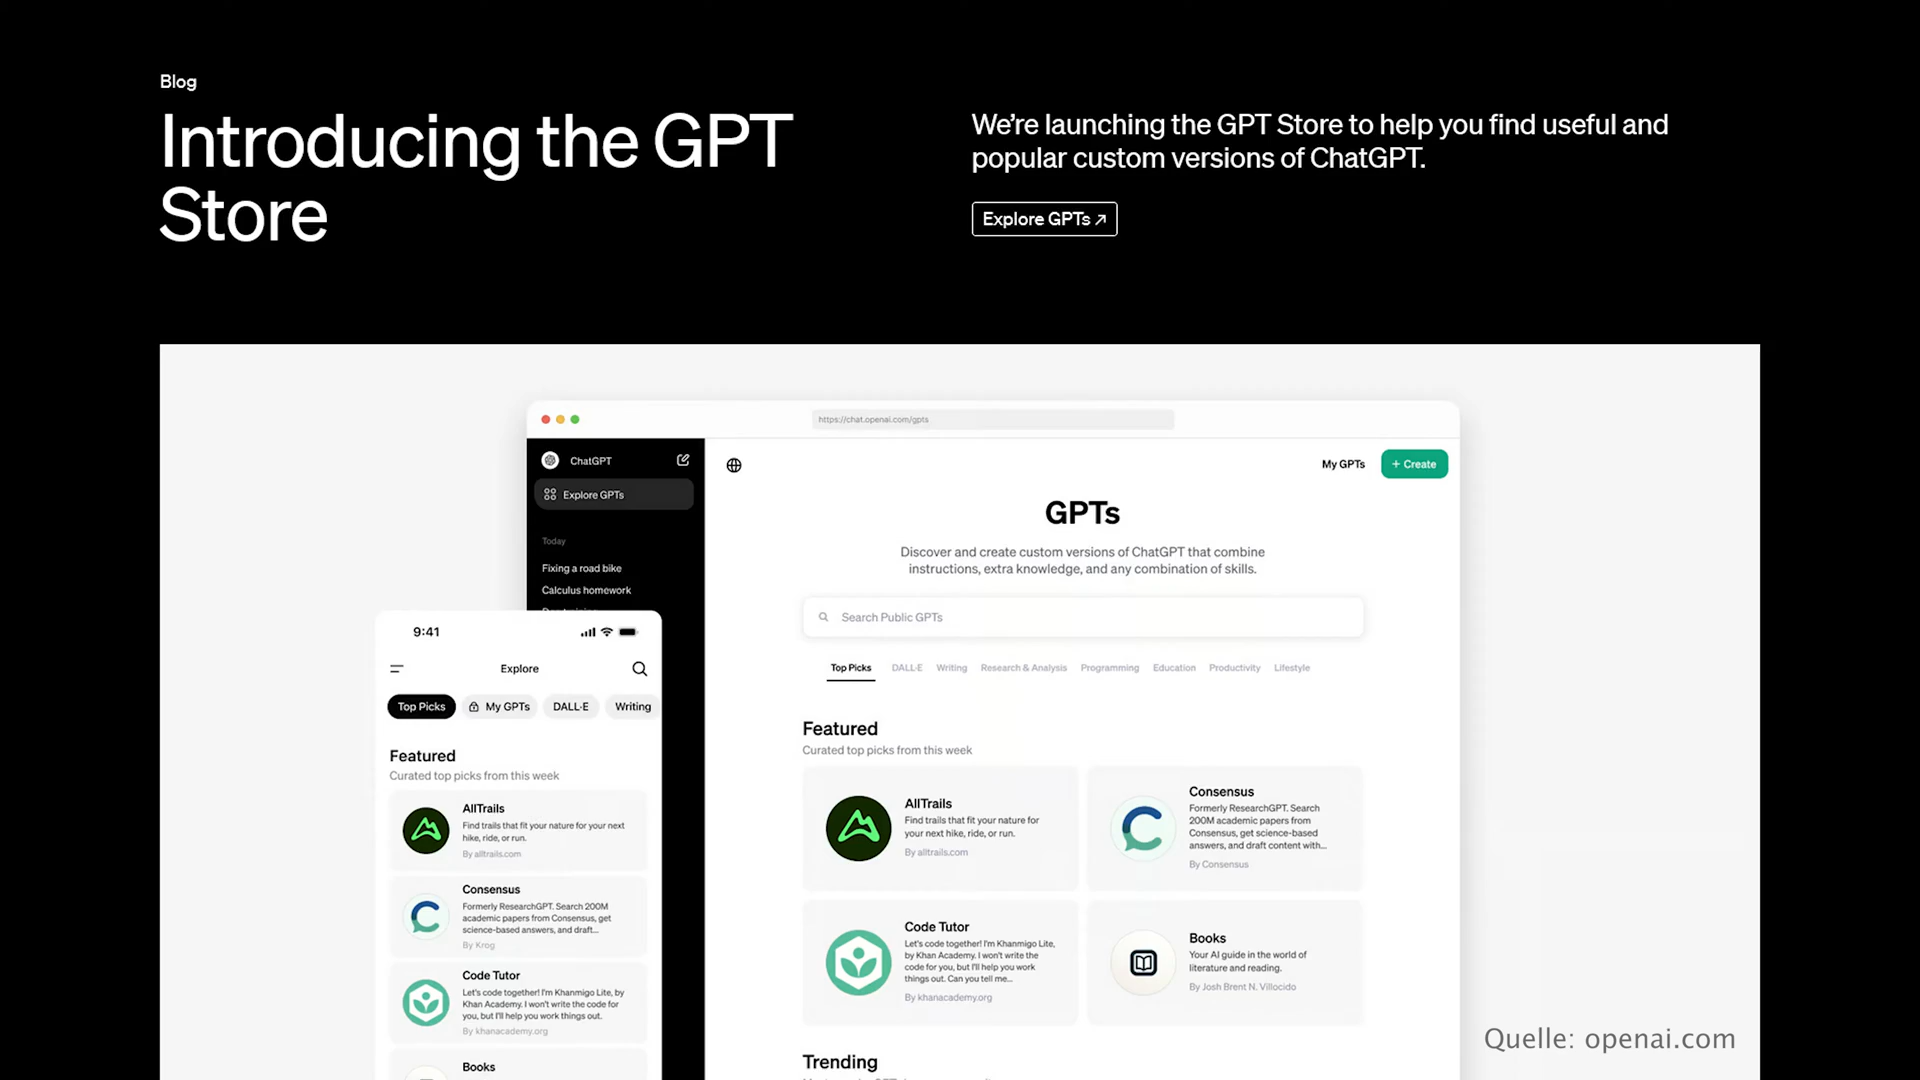 Blog
Introducing the GPT
Store
We're launching the GPT Store to help you find useful and
popular custom versions of ChatGPT.
Explore GPTs ↗
https://chat.openai.com/gpts
ChatGPT
Explore GPTs
Today
Fixing a road bike
Calculus homework
My GPTs
+ Create
GPTs
Discover and create custom versions of ChatGPT that combine
instructions, extra knowledge, and any combination of skills.
Search Public GPTs
Top Picks DALL·E Writing Research & Analysis Programming Education Productivity Lifestyle
Featured
Curated top picks from this week
AllTrails
Find trails that fit your nature for
your next hike, ride, or run.
By alltrails.com
Consensus
Formerly ResearchGPT. Search
200M academic papers from
Consensus, get science-based
answers, and draft content with...
By Consensus
Code Tutor
Let's code together! I'm Khanmigo Lite,
by Khan Academy. I won't write the
code for you, but I'll help you work
things out. Can you tell me...
By khanacademy.org
Books
Your AI guide in the world of
literature and reading.
By Josh Brent N. Villocido
Trending
9:41
Explore
Top Picks My GPTs DALL·E Writing
Featured
Curated top picks from this week
AllTrails
Find trails that fit your nature for your next
hike, ride, or run.
By alltrails.com
Consensus
Formerly ResearchGPT. Search 200M
academic papers from Consensus, get
science-based answers, and draft...
By Krog
Code Tutor
Let's code together! I'm Khanmigo Lite, by
Khan Academy. I won't write the code for
you, but I'll help you work things out.
By khanacademy.org
Books
Quelle: openai.com